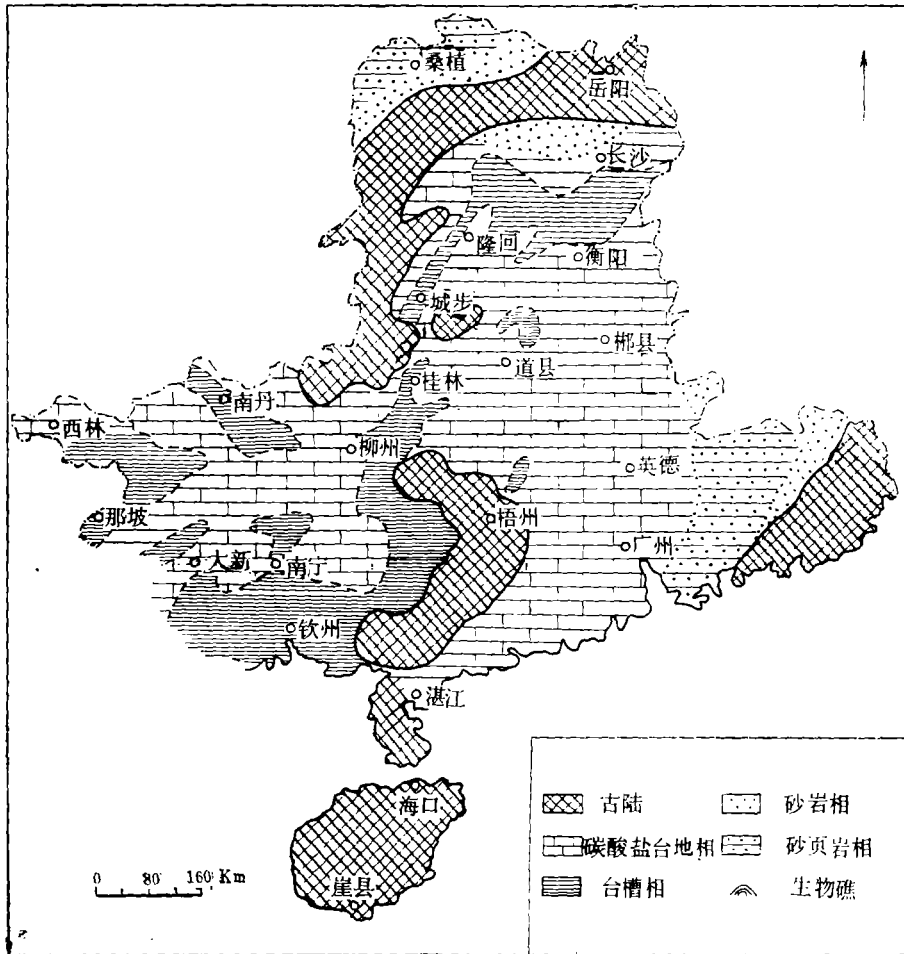 桑植
岳阳
长沙
隆回
衡阳
城步
郴县
道县
桂林
南丹
西林
柳州
英德
那坡
梧州
广州
大新
南宁
钦州
湛江
海口
崖县
0 80 160 Km
古陆
砂岩相
碳酸盐台地相
砂页岩相
台槽相
生物礁